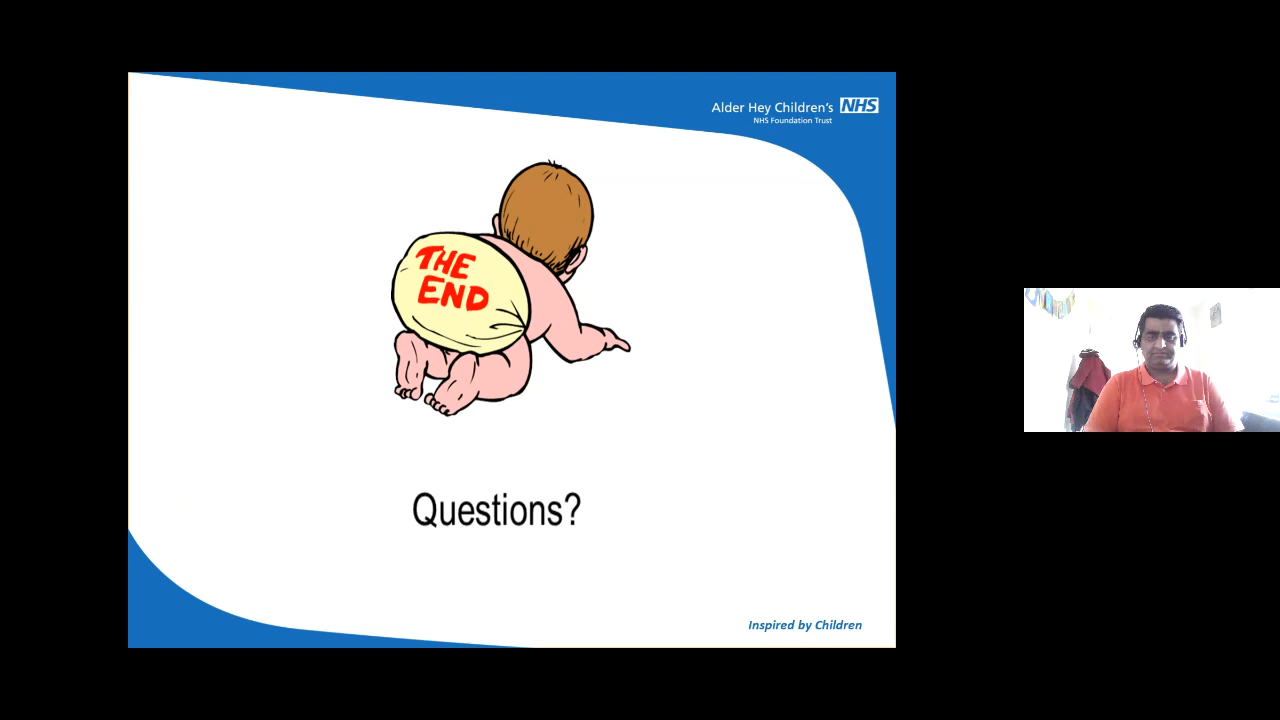 Alder Hey Children's NHS
NHS Foundation Trust
THE
END
Questions?
Inspired by Children